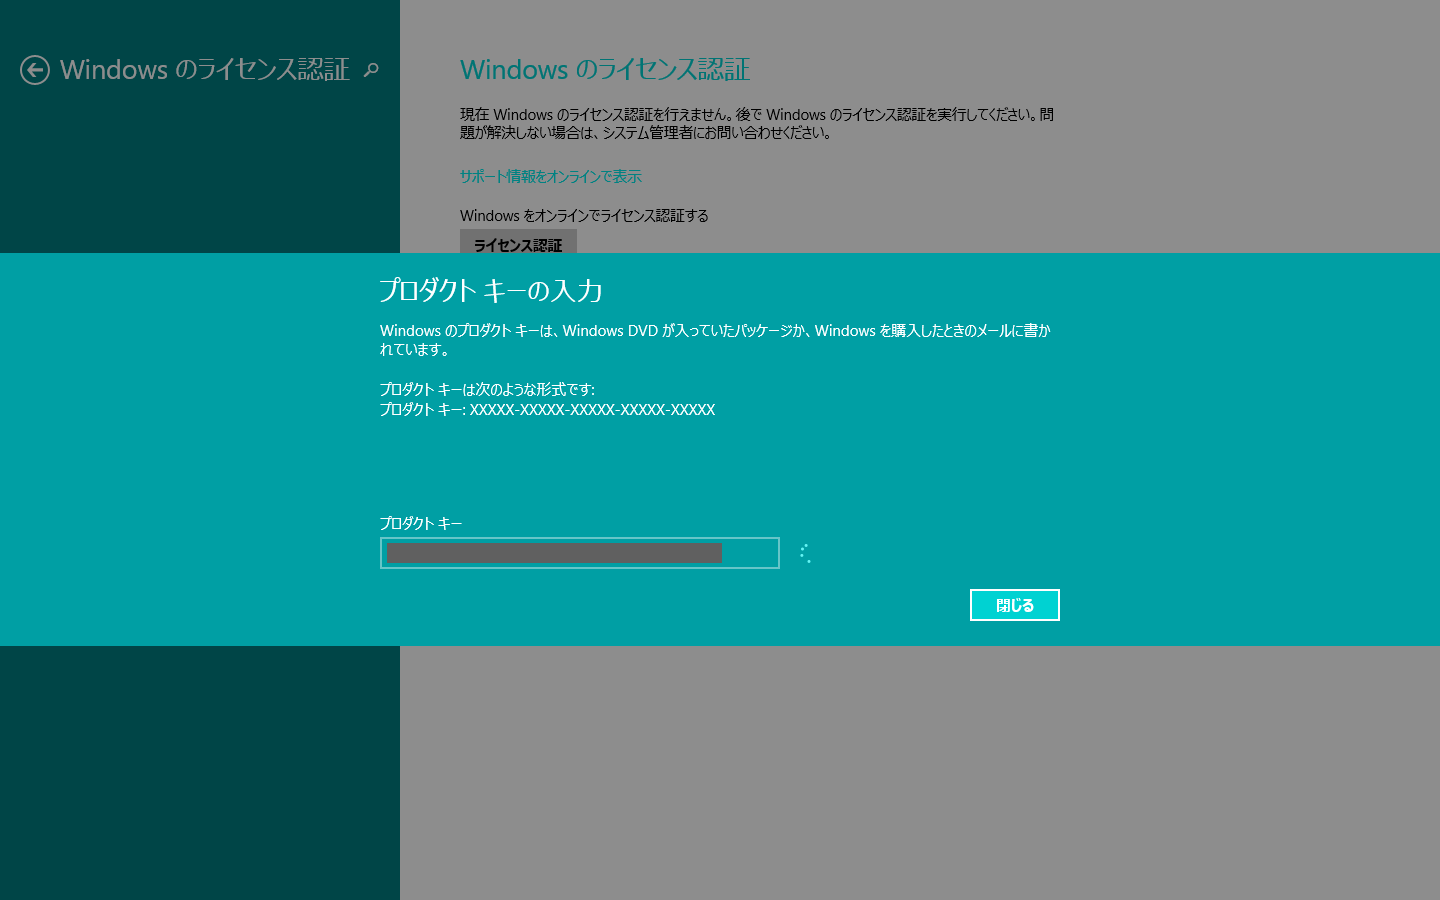 Windows のライセンス認証
Windows のライセンス認証
現在 Windows のライセンス認証を行えません。後で Windows のライセンス認証を実行してください。問
題が解決しない場合は、システム管理者にお問い合わせください。
サポート情報をオンラインで表示
Windows をオンラインでライセンス認証する
ライセンス認証
プロダクト キーの入力
Windows のプロダクト キーは、Windows DVD が入っていたパッケージか、Windows を購入したときのメールに書か
れています。
プロダクト キーは次のような形式です:
プロダクト キー: XXXXX-XXXXX-XXXXX-XXXXX-XXXXX
プロダクト キー
閉じる